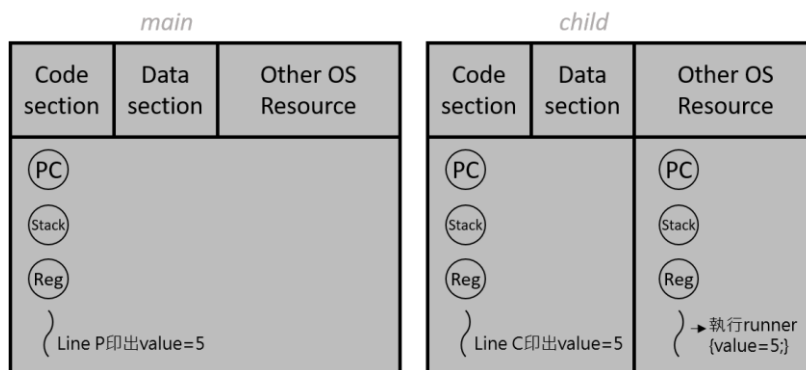 main
child
Code section
Data section
Other OS Resource
Code section
Data section
Other OS Resource
PC
PC
PC
Stack
Stack
Stack
Reg
Reg
Reg
Line P印出value=5
Line C印出value=5
執行runner
{value=5;}